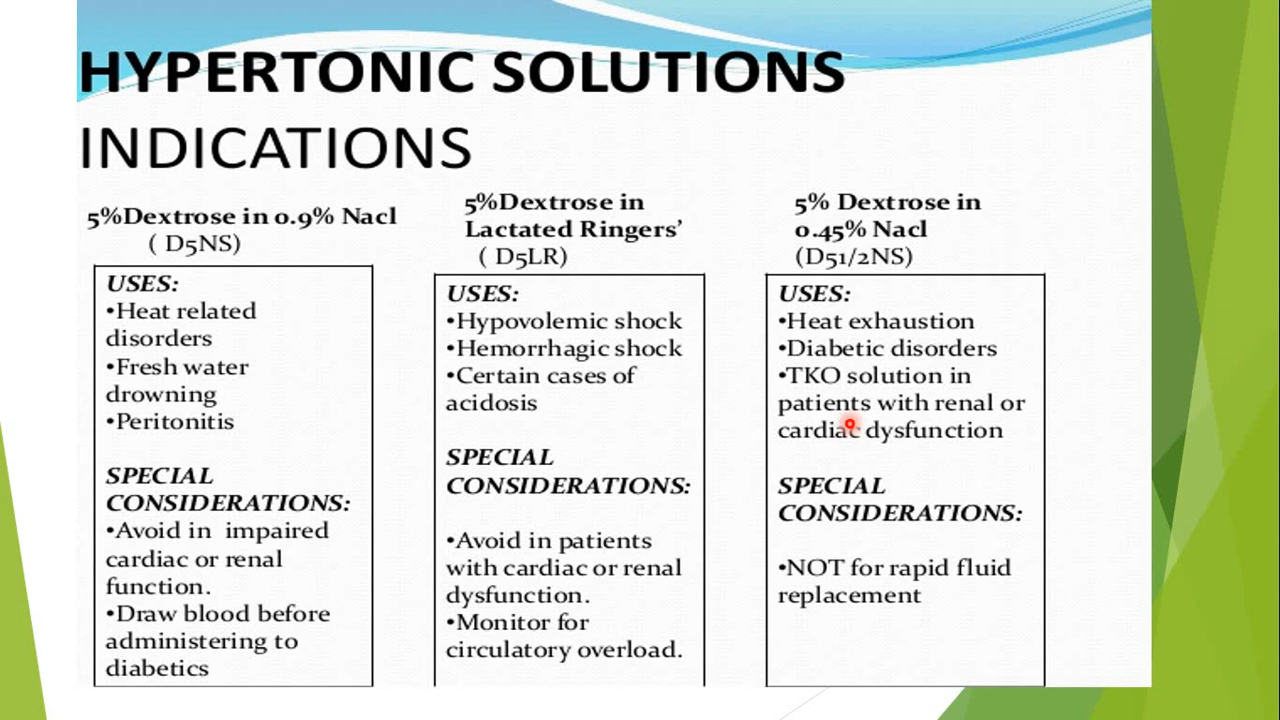 HYPERTONIC SOLUTIONS
INDICATIONS
5%Dextrose in 0.9% Nacl
( D5NS)
USES:
•Heat related
disorders
•Fresh water
drowning
•Peritonitis
SPECIAL
CONSIDERATIONS:
•Avoid in  impaired
cardiac or renal
function.
•Draw blood before
administering to
diabetics
5%Dextrose in
Lactated Ringers’
( D5LR)
USES:
•Hypovolemic shock
•Hemorrhagic shock
•Certain cases of
acidosis
SPECIAL
CONSIDERATIONS:
•Avoid in patients
with cardiac or renal
dysfunction.
•Monitor for
circulatory overload.
5% Dextrose in
0.45% Nacl
(D51/2NS)
USES:
•Heat exhaustion
•Diabetic disorders
•TKO solution in
patients with renal or
cardiac dysfunction
SPECIAL
CONSIDERATIONS:
•NOT for rapid fluid
replacement